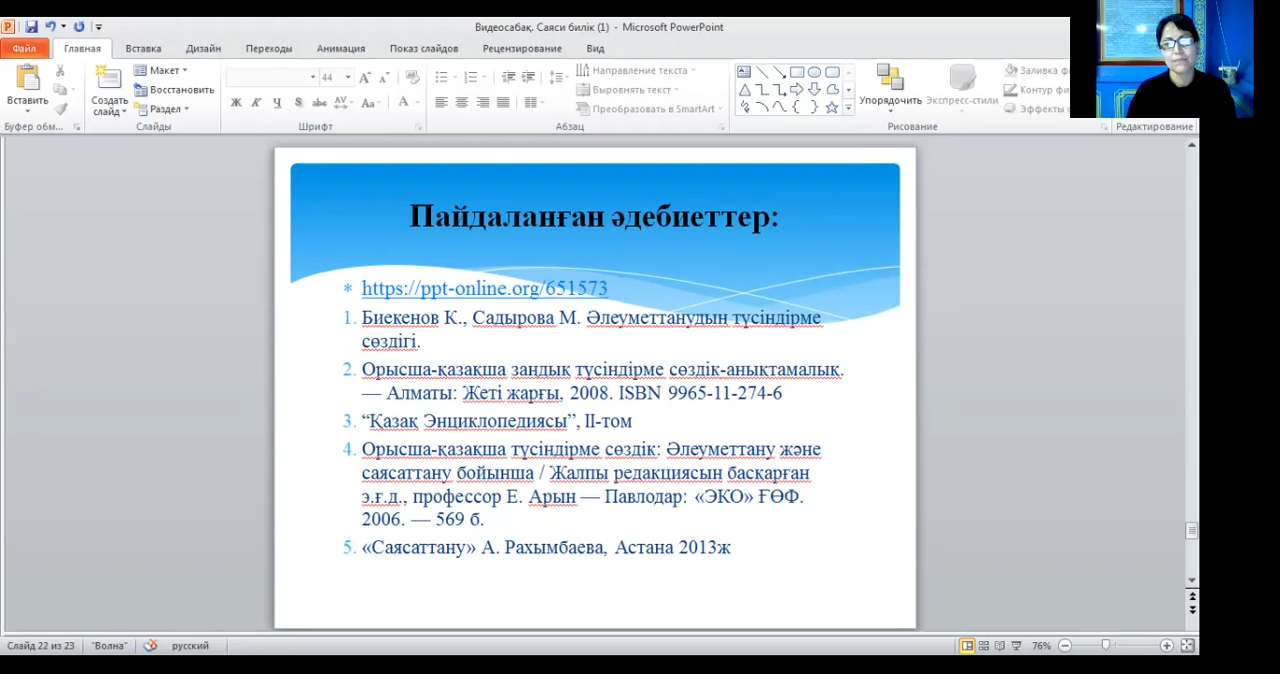 Видеосабақ. Саяси билік (1) - Microsoft PowerPoint
Файл Главная Вставка Дизайн Переходы Анимация Показ слайдов Рецензирование Вид
Вставить
Создать слайд
Макет
Восстановить
Раздел
44
Ж К Ч S abc AV Aa А
Направление текста
Выровнять текст
Преобразовать в SmartArt
Упорядочить Экспресс-стили
Заливка ф
Контур фи
Эффекты с
Буфер обм... Слайды Шрифт Абзац Рисование Редактирование
Пайдаланған әдебиеттер:
* https://ppt-online.org/651573
1. Биекенов К., Садырова М. Әлеуметтанудың түсіндірме
сөздігі.
2. Орысша-қазақша заңдық түсіндірме сөздік-анықтамалық.
— Алматы: Жеті жарғы, 2008. ISBN 9965-11-274-6
3. “Қазақ Энциклопедиясы”, II-том
4. Орысша-қазақша түсіндірме сөздік: Әлеуметтану және
саясаттану бойынша / Жалпы редакциясын басқарған
э.ғ.д., профессор Е. Арын — Павлодар: «ЭКО» ҒӨФ.
2006. — 569 б.
5. «Саясаттану» А. Рахымбаева, Астана 2013ж
Слайд 22 из 23 "Волна" русский 76%